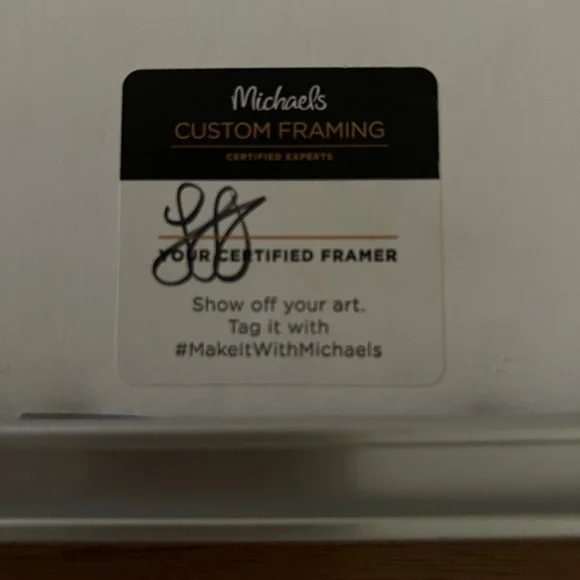 Michaels
CUSTOM FRAMING
CERTIFIED EXPERTS
YOUR CERTIFIED FRAMER
Show off your art.
Tag it with
#MakeItWithMichaels